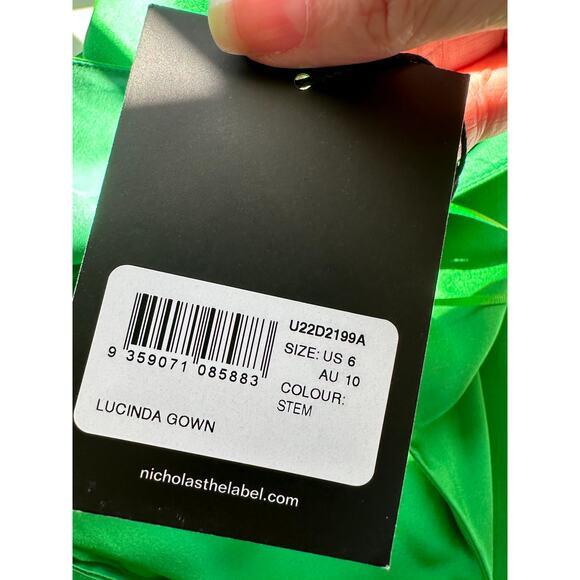 U22D2199A
SIZE: US 6
AU 10
COLOUR:
STEM
9 359071 085883
LUCINDA GOWN
nicholasthelabel.com